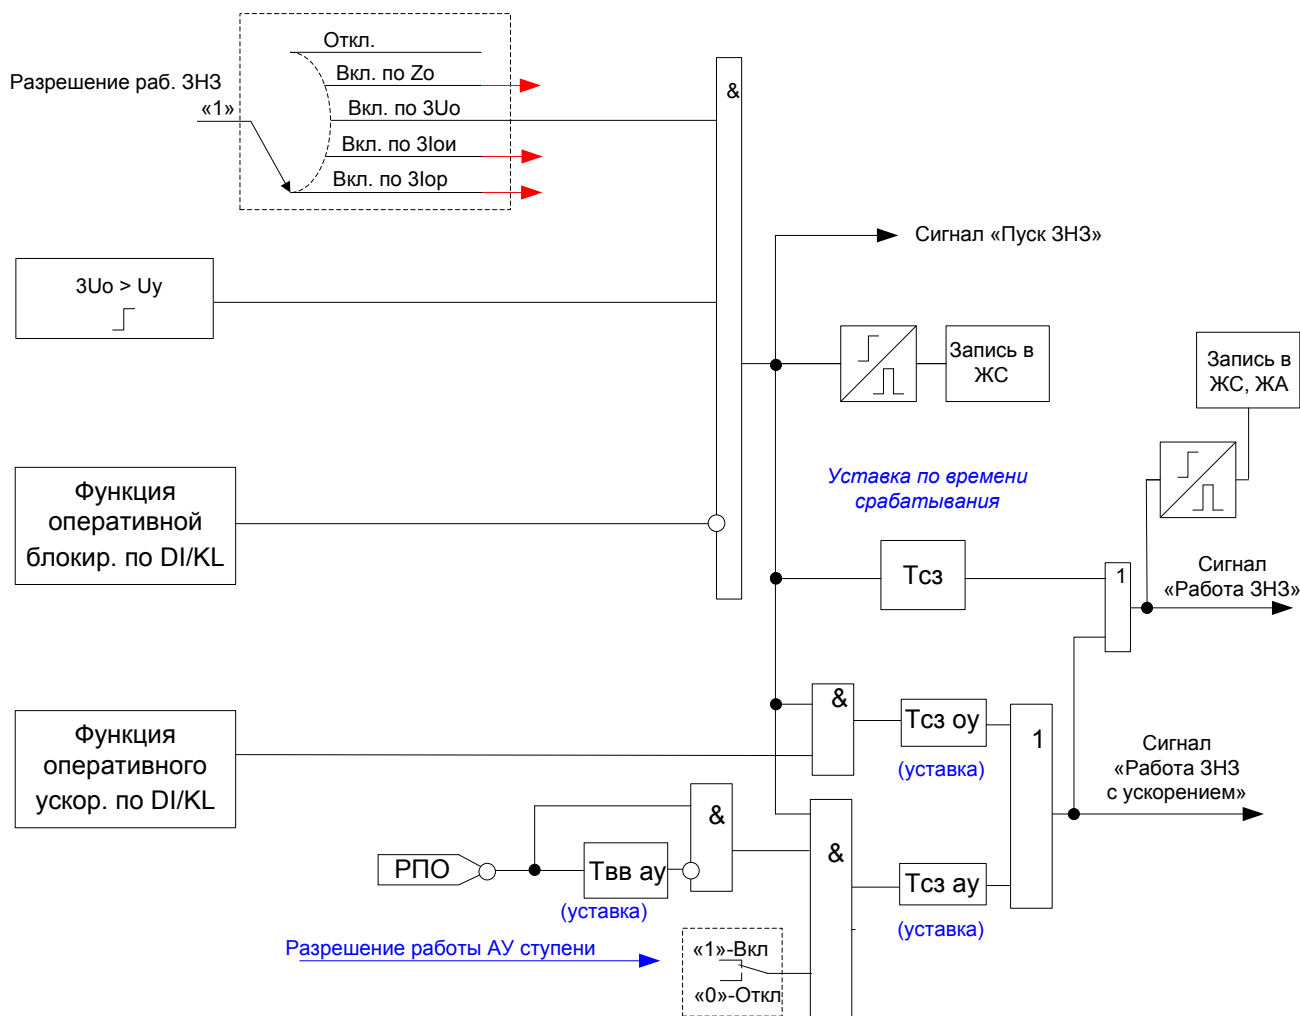 Откл.
Вкл. по Zo
Разрешение раб. ЗНЗ
«1»
Вкл. по 3Uo
Вкл. по 3Iои
Вкл. по 3Iор
&
Сигнал «Пуск ЗНЗ»
3Uo > Uу
Запись в
ЖС
Запись в
ЖС, ЖА
Уставка по времени
срабатывания
Функция
оперативной
блокир. по DI/KL
Тсз
1
Сигнал
«Работа ЗНЗ»
&
Тсз оу
(уставка)
1
Функция
оперативного
ускор. по DI/KL
Сигнал
«Работа ЗНЗ
с ускорением»
&
РПО
Твв ау
(уставка)
&
Тсз ау
(уставка)
Разрешение работы АУ ступени
«1»-Вкл
«0»-Откл